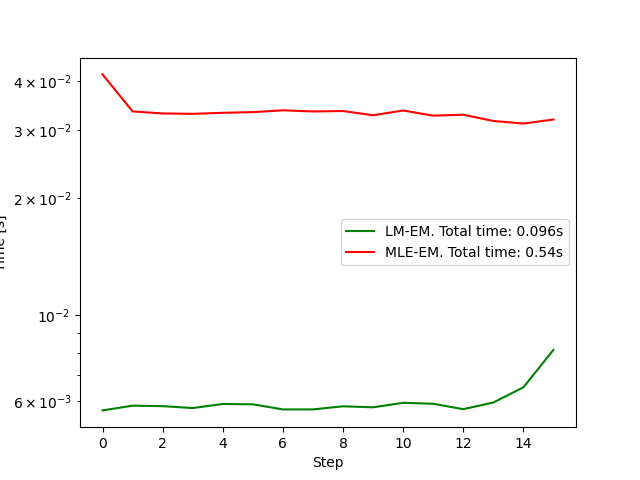 4 × 10⁻²
3 × 10⁻²
2 × 10⁻²
10⁻²
6 × 10⁻³
LM-EM. Total time: 0.096s
MLE-EM. Total time: 0.54s
0 2 4 6 8 10 12 14
Step